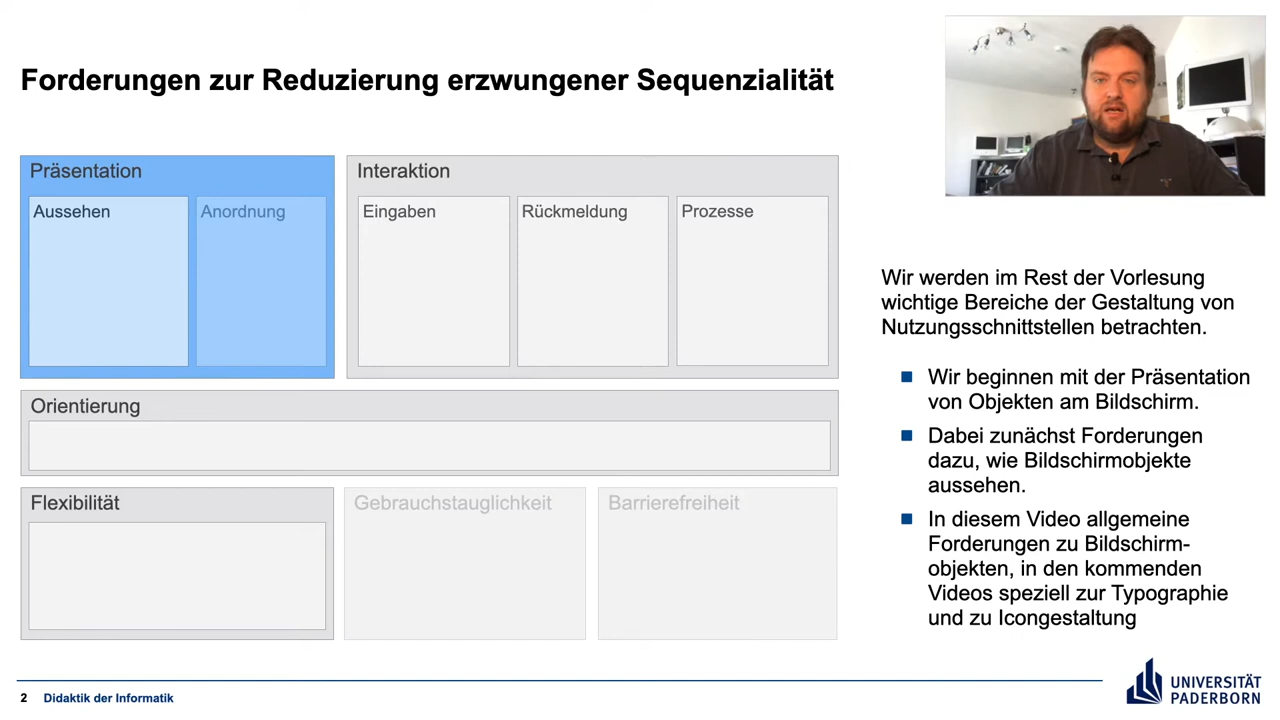 Forderungen zur Reduzierung erzwungener Sequenzialität
Präsentation
Aussehen
Anordnung
Interaktion
Eingaben
Rückmeldung
Prozesse
Orientierung
Flexibilität
Gebrauchstauglichkeit
Barrierefreiheit
Wir werden im Rest der Vorlesung
wichtige Bereiche der Gestaltung von
Nutzungsschnittstellen betrachten.
Wir beginnen mit der Präsentation
von Objekten am Bildschirm.
Dabei zunächst Forderungen
dazu, wie Bildschirmobjekte
aussehen.
In diesem Video allgemeine
Forderungen zu Bildschirm-
objekten, in den kommenden
Videos speziell zur Typographie
und zu Icongestaltung
2 Didaktik der Informatik
UNIVERSITÄT
PADERBORN